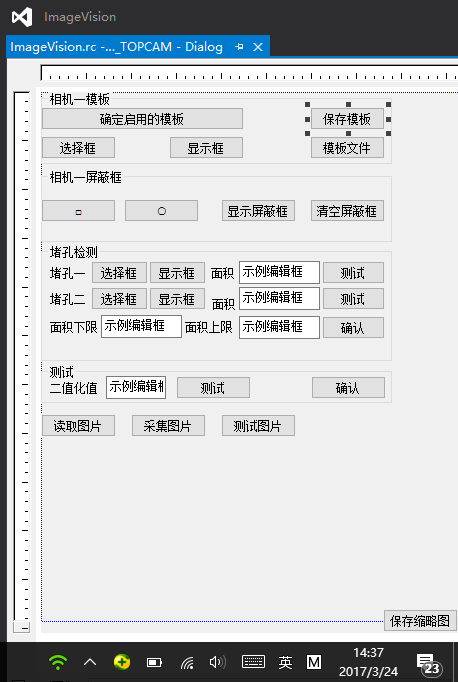 ImageVision
ImageVision.rc -..._TOPCAM - Dialog
相机一模板
确定启用的模板 保存模板
选择框 显示框 模板文件
相机一屏蔽框
□ ○ 显示屏蔽框 清空屏蔽框
堵孔检测
堵孔一 选择框 显示框 面积 示例编辑框 测试
堵孔二 选择框 显示框 面积 示例编辑框 测试
面积下限 示例编辑框 面积上限 示例编辑框 确认
测试
二值化值 示例编辑框 测试 确认
读取图片 采集图片 测试图片
保存缩略图
英 M 14:37
2017/3/24 23